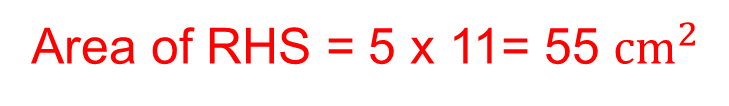 Area of RHS = 5 x 11= 55 cm²